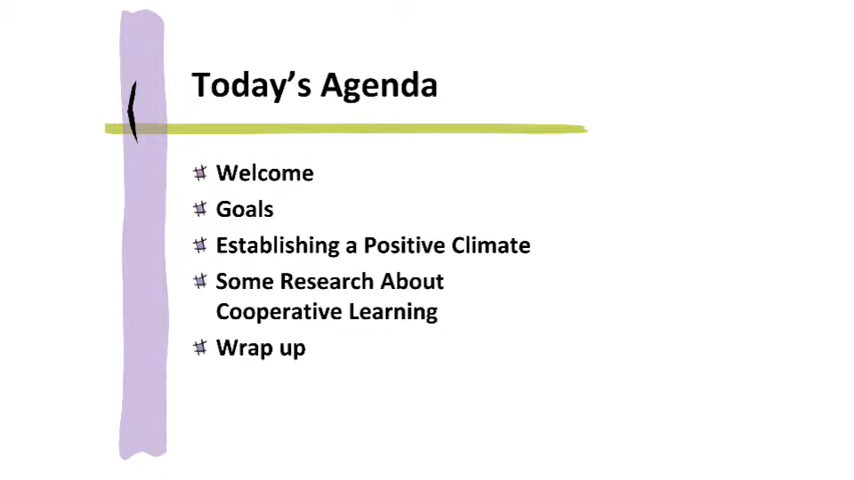 Today’s Agenda
Welcome
Goals
Establishing a Positive Climate
Some Research About
Cooperative Learning
Wrap up